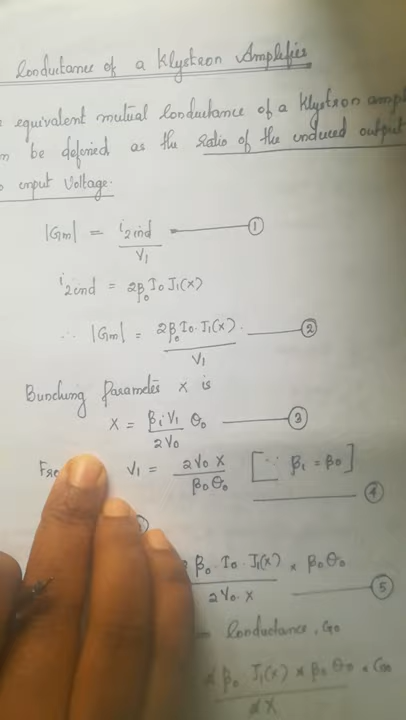 Conductance of a Klystron Amplifier
equivalent mutual Conductance of a Klystron
be defined as the Ratio of the induced output
input Voltage.
|Gm| = i2ind / V1 — ①
i2ind = 2β0 I0 J1(X)
∴ |Gm| = 2β0 I0. J1(X). / V1 — ②
Bunching Parameter X is
X = βi V1 / 2V0 θ0 — ③
V1 = 2V0 X / β0 θ0 [∵ βi = β0] — ④
β0. I0. J1(X) / 2V0. X × β0 θ0 — ⑤
Conductance, G0
β0. J1(X) × β0 θ0 × G0 / 2X